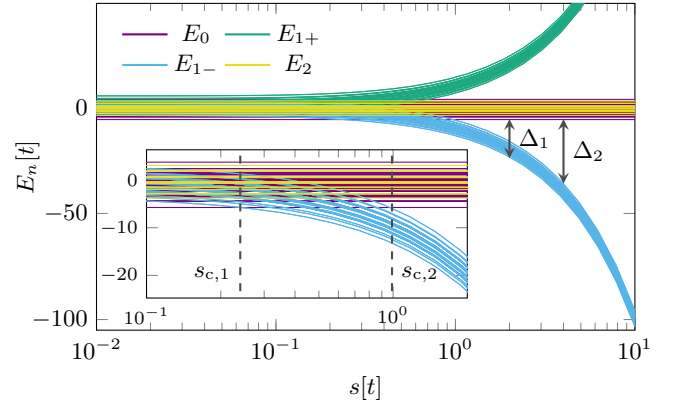 E_0 E_{1+}
E_{1−} E_2
E_n[t]
0
−50
−100
Δ_1 Δ_2
0
−10
−20
s_{c,1} s_{c,2}
10^{−1} 10^0
10^{−2} 10^{−1} 10^0 10^1
s[t]